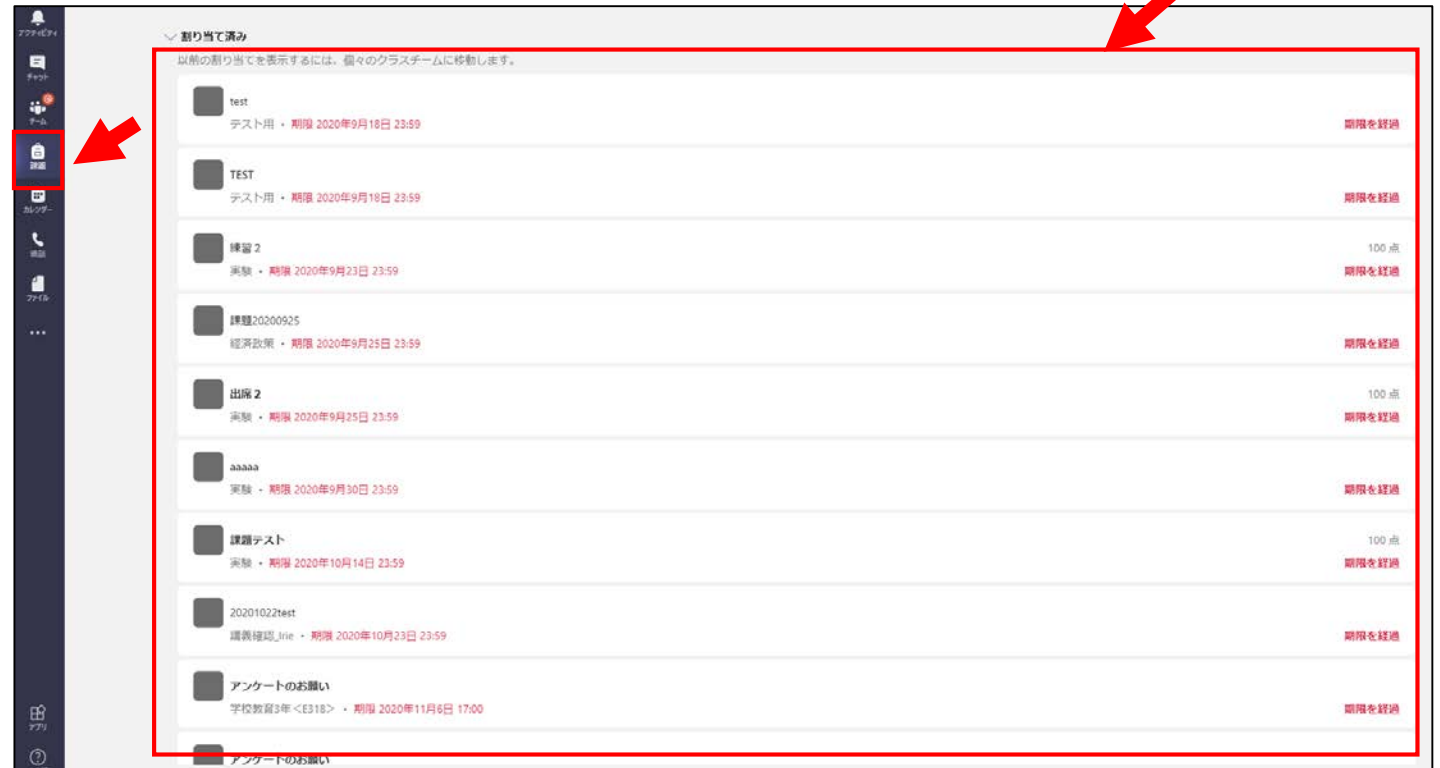 アクティビティ
チャット
チーム
課題
カレンダー
通話
ファイル
アプリ
割り当て済み
以前の割り当てを表示するには、個々のクラスチームに移動します。
test
テスト用 • 期限 2020年9月18日 23:59
期限を経過
TEST
テスト用 • 期限 2020年9月18日 23:59
期限を経過
練習 2
100 点
実験 • 期限 2020年9月23日 23:59
期限を経過
課題20200925
経済政策 • 期限 2020年9月25日 23:59
期限を経過
出席 2
100 点
実験 • 期限 2020年9月25日 23:59
期限を経過
aaaaa
実験 • 期限 2020年9月30日 23:59
期限を経過
課題テスト
100 点
実験 • 期限 2020年10月14日 23:59
期限を経過
20201022test
講義確認_Irie • 期限 2020年10月23日 23:59
期限を経過
アンケートのお願い
学校教育3年<E318> • 期限 2020年11月6日 17:00
期限を経過
アンケートのお願い